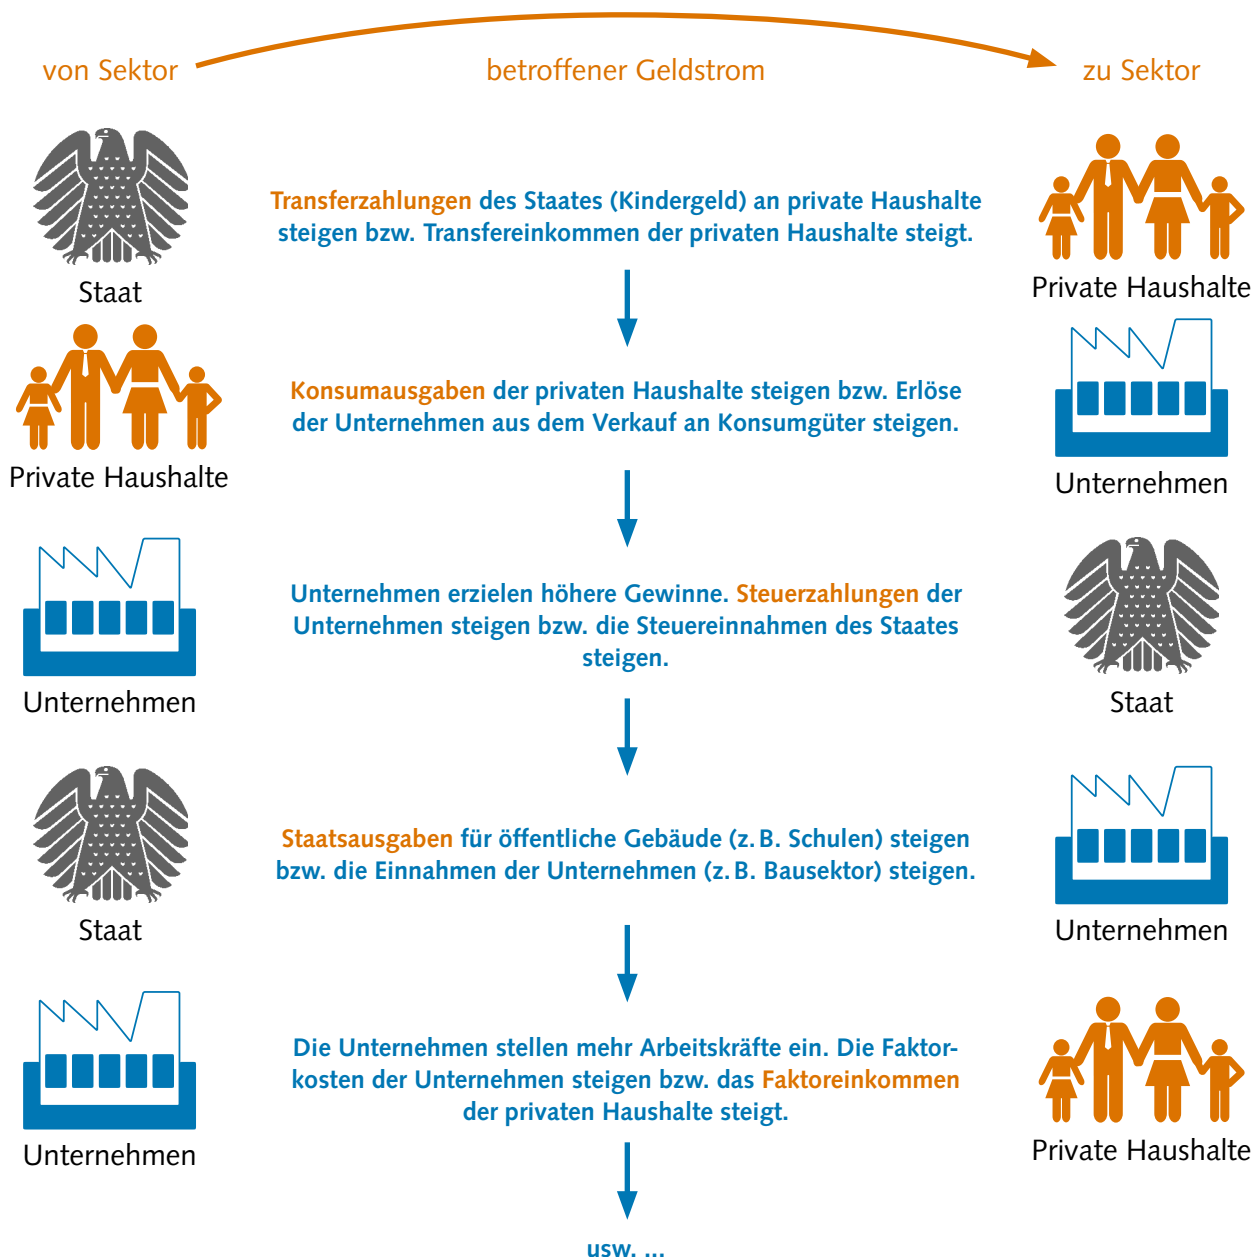 von Sektor
betroffener Geldstrom
zu Sektor
Transferzahlungen des Staates (Kindergeld) an private Haushalte
steigen bzw. Transfereinkommen der privaten Haushalte steigt.
Staat
Private Haushalte
Konsumausgaben der privaten Haushalte steigen bzw. Erlöse
der Unternehmen aus dem Verkauf an Konsumgüter steigen.
Private Haushalte
Unternehmen
Unternehmen erzielen höhere Gewinne. Steuerzahlungen der
Unternehmen steigen bzw. die Steuereinnahmen des Staates
steigen.
Unternehmen
Staat
Staatsausgaben für öffentliche Gebäude (z. B. Schulen) steigen
bzw. die Einnahmen der Unternehmen (z. B. Bausektor) steigen.
Staat
Unternehmen
Die Unternehmen stellen mehr Arbeitskräfte ein. Die Faktor-
kosten der Unternehmen steigen bzw. das Faktoreinkommen
der privaten Haushalte steigt.
Unternehmen
Private Haushalte
usw. ...